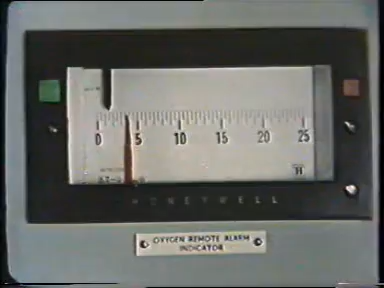 0 5 10 15 20 25
H
HONEYWELL
OXYGEN REMOTE ALARM
INDICATOR